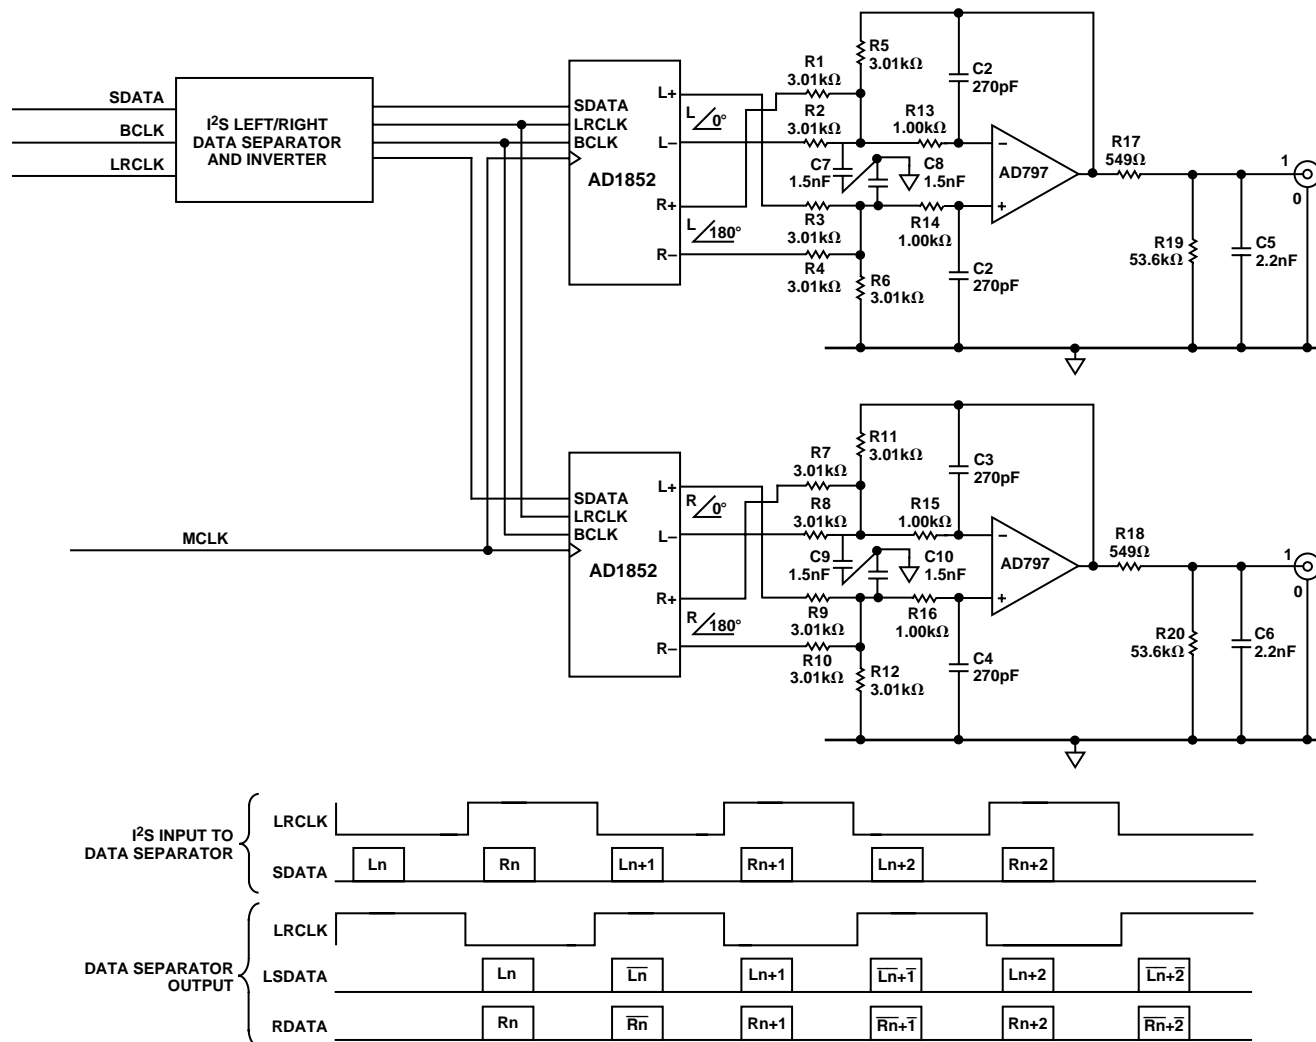 SDATA
BCLK
LRCLK
I2S LEFT/RIGHT
DATA SEPARATOR
AND INVERTER
SDATA
LRCLK
BCLK
AD1852
L+
L−
R+
R−
L 0°
L 180°
R1
3.01kΩ
R2
3.01kΩ
R3
3.01kΩ
R4
3.01kΩ
R5
3.01kΩ
R6
3.01kΩ
C7
1.5nF
C8
1.5nF
R13
1.00kΩ
R14
1.00kΩ
C2
270pF
C2
270pF
−
+
AD797
R17
549Ω
R19
53.6kΩ
C5
2.2nF
1
0
MCLK
SDATA
LRCLK
BCLK
AD1852
L+
L−
R+
R−
R 0°
R 180°
R7
3.01kΩ
R8
3.01kΩ
R9
3.01kΩ
R10
3.01kΩ
R11
3.01kΩ
R12
3.01kΩ
C9
1.5nF
C10
1.5nF
R15
1.00kΩ
R16
1.00kΩ
C3
270pF
C4
270pF
−
+
AD797
R18
549Ω
R20
53.6kΩ
C6
2.2nF
1
0
I2S INPUT TO
DATA SEPARATOR
LRCLK
SDATA
Ln Rn Ln+1 Rn+1 Ln+2 Rn+2
DATA SEPARATOR
OUTPUT
LRCLK
LSDATA
Ln L̅n̅ Ln+1 L̅n̅+̅1̅ Ln+2 L̅n̅+̅2̅
RDATA
Rn R̅n̅ Rn+1 R̅n̅+̅1̅ Rn+2 R̅n̅+̅2̅